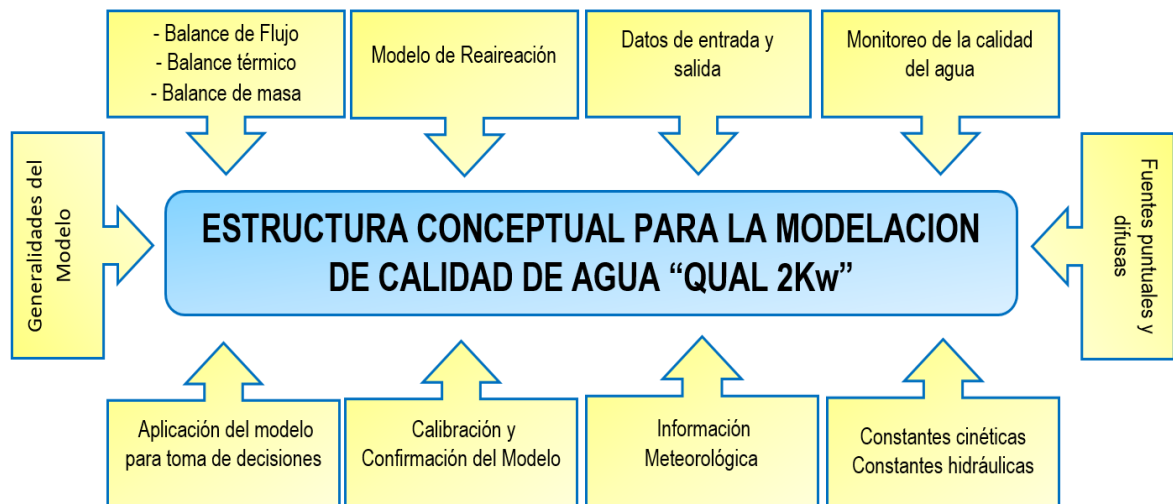 - Balance de Flujo
- Balance térmico
- Balance de masa
Modelo de Reaireación
Datos de entrada y
salida
Monitoreo de la calidad
del agua
Generalidades del
Modelo
ESTRUCTURA CONCEPTUAL PARA LA MODELACION
DE CALIDAD DE AGUA “QUAL 2Kw”
Fuentes puntuales y
difusas
Aplicación del modelo
para toma de decisiones
Calibración y
Confirmación del Modelo
Información
Meteorológica
Constantes cinéticas
Constantes hidráulicas